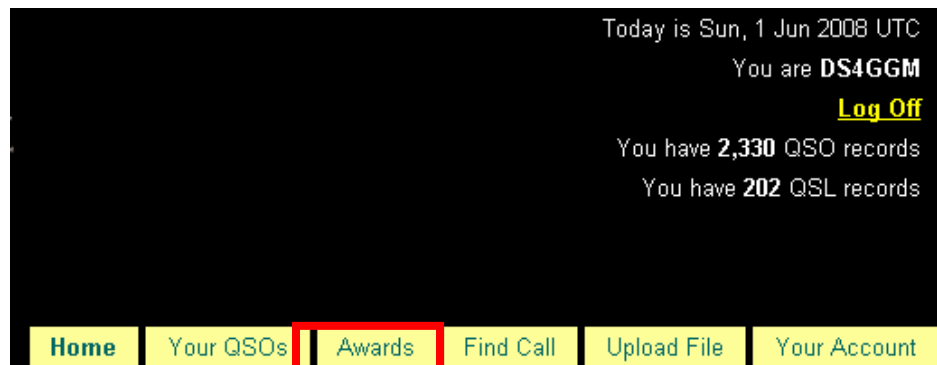 Today is Sun, 1 Jun 2008 UTC
You are DS4GGM
Log Off
You have 2,330 QSO records
You have 202 QSL records
Home Your QSOs Awards Find Call Upload File Your Account